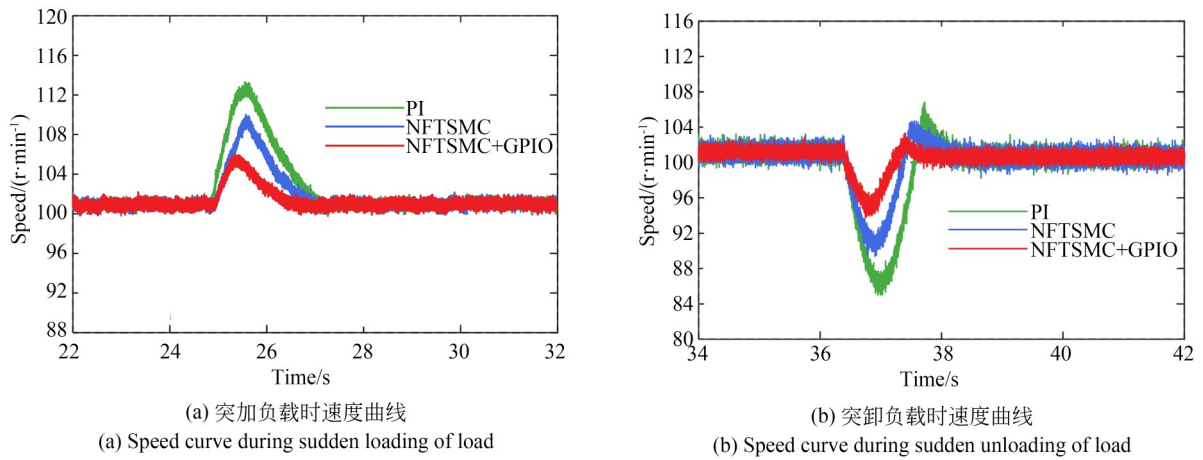 120
116
112
108
104
100
96
92
88
Speed/(r·min⁻¹)
PI
NFTSMC
NFTSMC+GPIO
22 24 26 28 30 32
Time/s
(a) 突加负载时速度曲线
(a) Speed curve during sudden loading of load
116
112
108
104
100
96
92
88
84
80
Speed/(r·min⁻¹)
PI
NFTSMC
NFTSMC+GPIO
34 36 38 40 42
Time/s
(b) 突卸负载时速度曲线
(b) Speed curve during sudden unloading of load